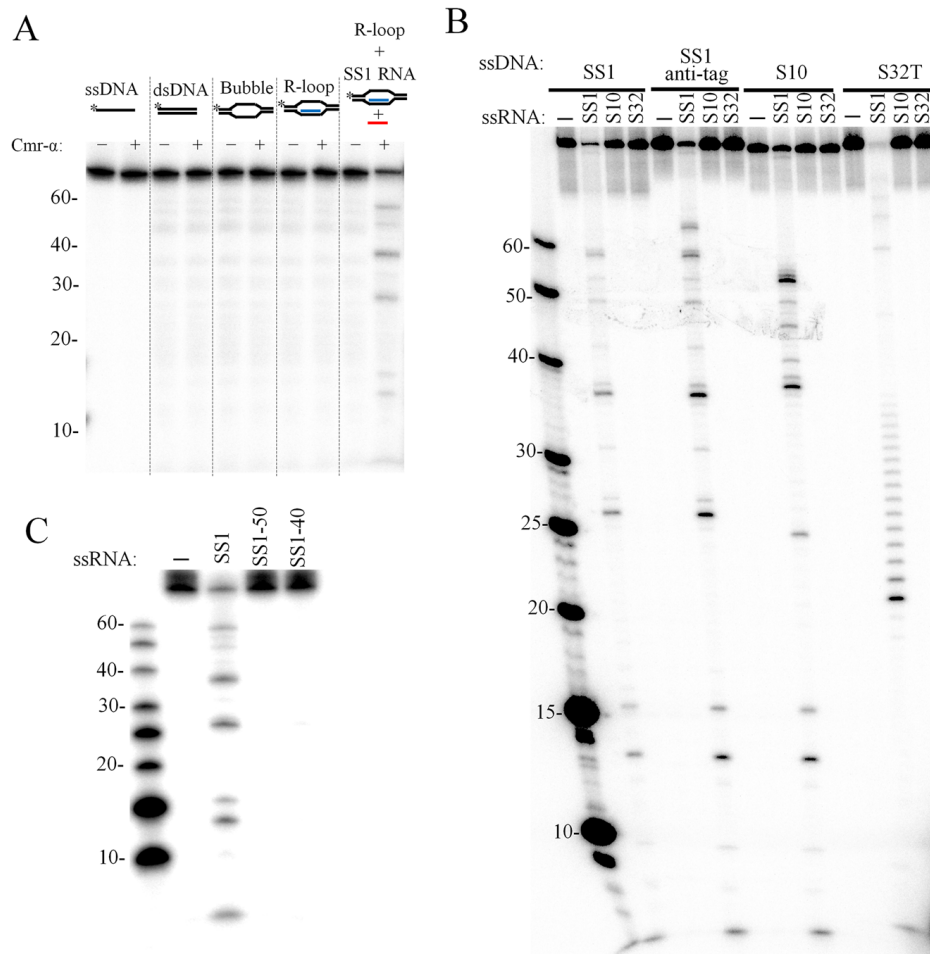 A
R-loop
+
SS1 RNA
ssDNA dsDNA Bubble R-loop
* * * * *
+
Cmr-α: – + – + – + – + – +
60-
40-
30-
20-
10-
B
ssDNA: SS1 SS1 anti-tag S10 S32T
ssRNA: – SS1 S10 S32 – SS1 S10 S32 – SS1 S10 S32 – SS1 S10 S32
60-
50-
40-
30-
25-
20-
15-
10-
C
ssRNA: – SS1 SS1-50 SS1-40
60-
40-
30-
20-
10-